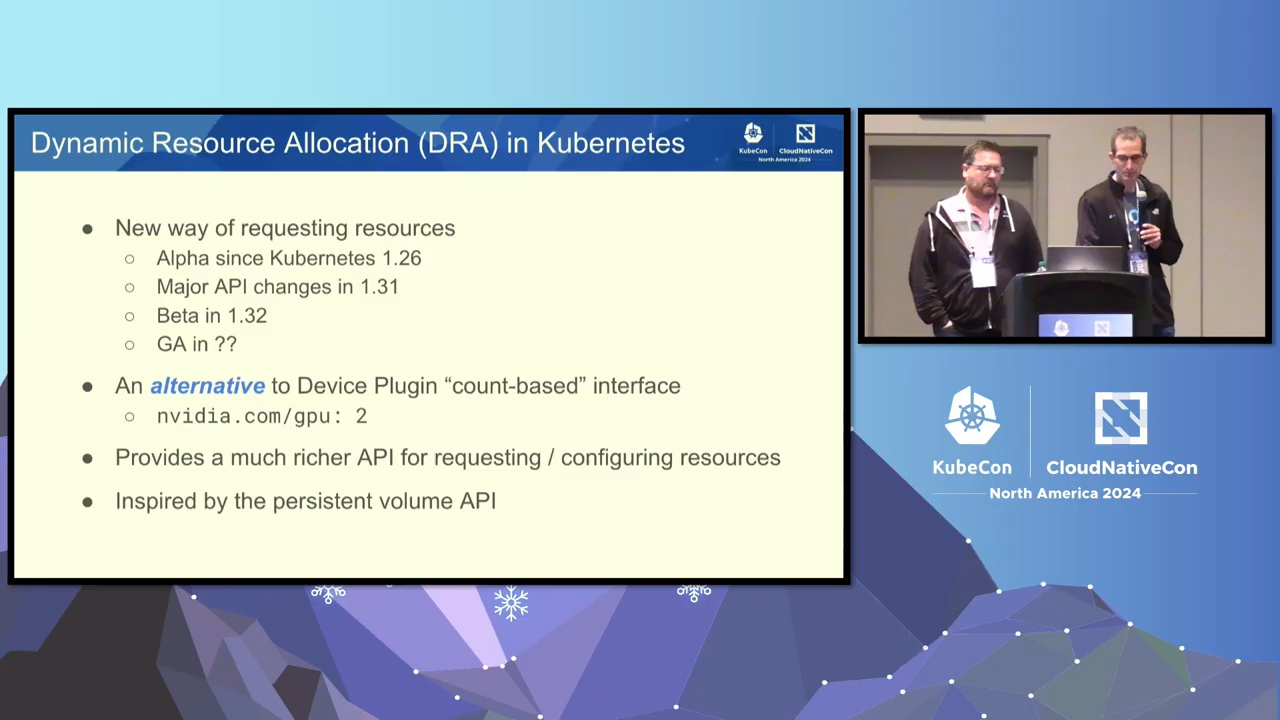 Dynamic Resource Allocation (DRA) in Kubernetes
KubeCon
CloudNativeCon
North America 2024
● New way of requesting resources
○ Alpha since Kubernetes 1.26
○ Major API changes in 1.31
○ Beta in 1.32
○ GA in ??
● An alternative to Device Plugin “count-based” interface
○ nvidia.com/gpu: 2
● Provides a much richer API for requesting / configuring resources
● Inspired by the persistent volume API
KubeCon
CloudNativeCon
North America 2024